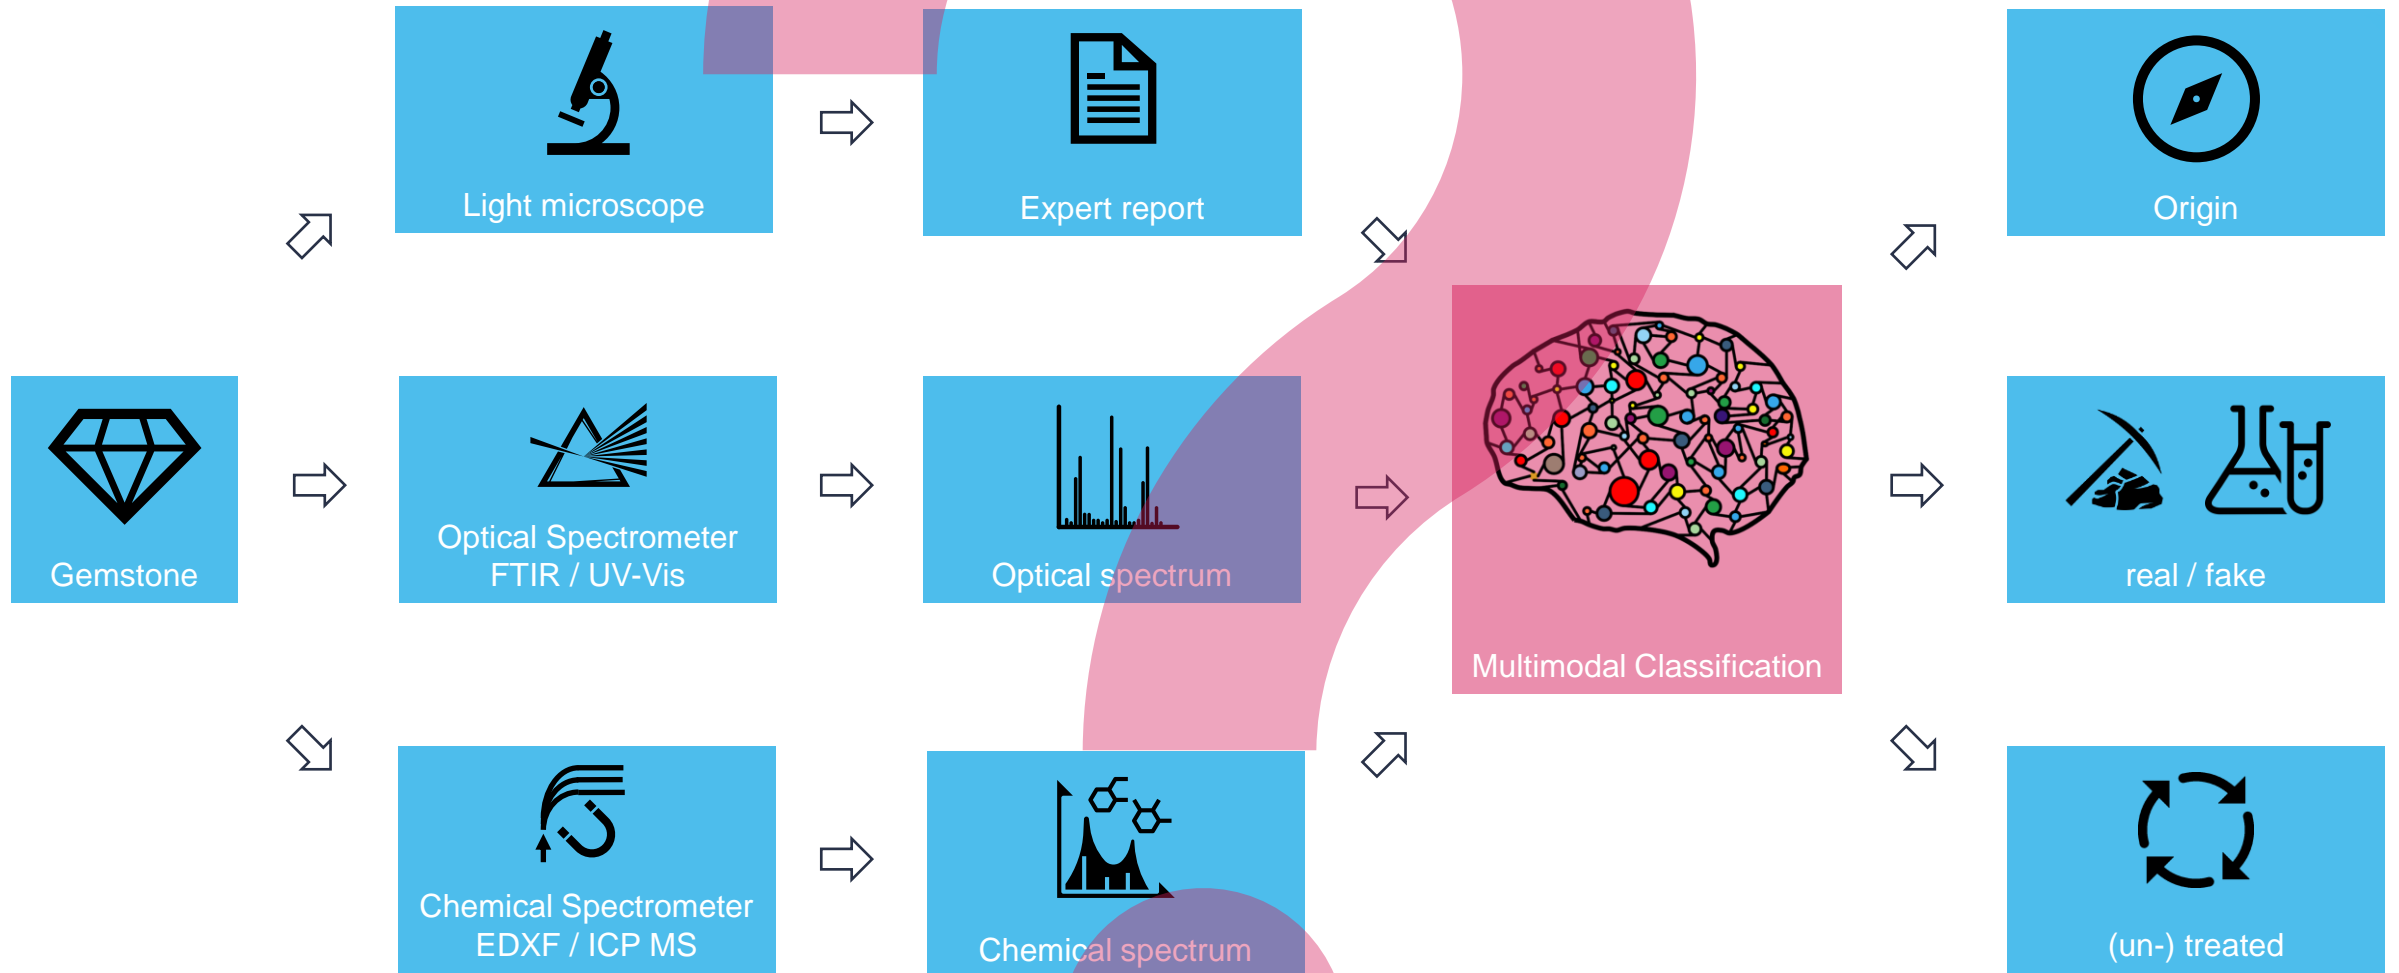 Light microscope
Expert report
Origin
Gemstone
Optical Spectrometer
FTIR / UV-Vis
Optical spectrum
Multimodal Classification
real / fake
Chemical Spectrometer
EDXF / ICP MS
Chemical spectrum
(un-) treated